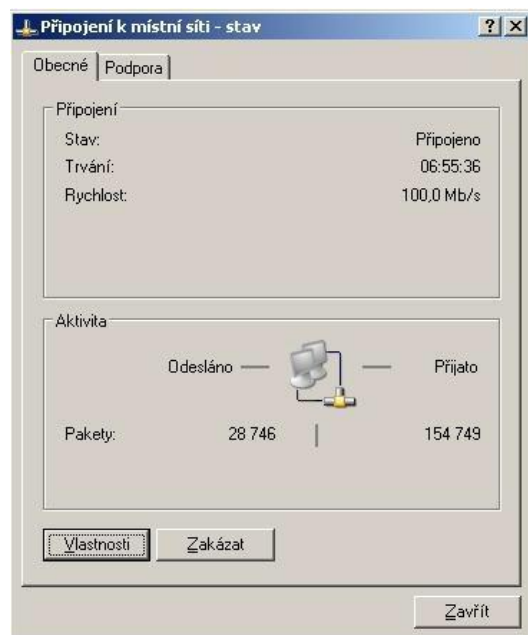 Připojení k místní síti - stav
Obecné Podpora
Připojení
Stav: Připojeno
Trvání: 06:55:36
Rychlost: 100,0 Mb/s
Aktivita
Odesláno Přijato
Pakety: 28 746 154 749
Vlastnosti Zakázat
Zavřít